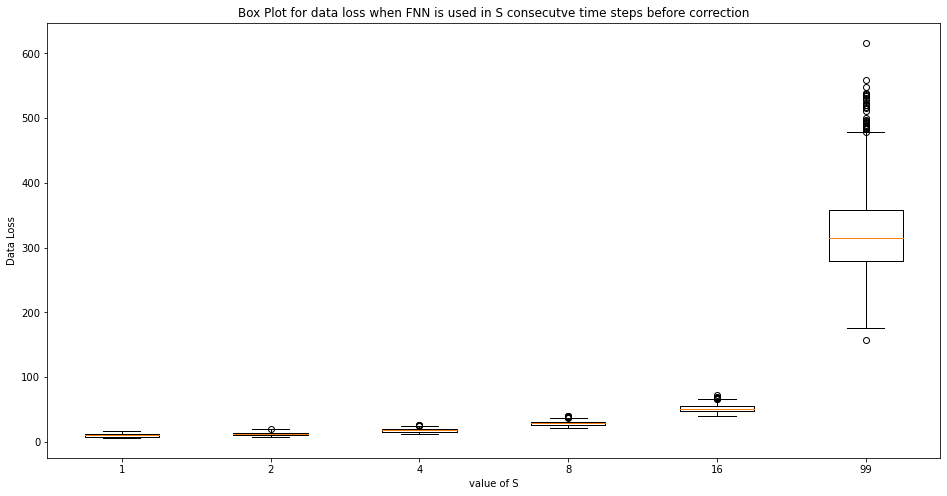 Box Plot for data loss when FNN is used in S consecutve time steps before correction
600
500
400
300
200
100
0
Data Loss
1 2 4 8 16 99
value of S